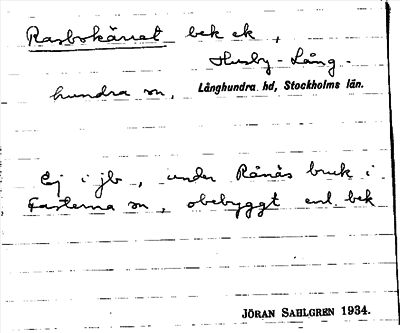 Rasbokärret bek ek,
Husby-Lång-
hundra sn, Långhundra hd, Stockholms län.
Ej i jb, under Rånäs bruk i
Fasterna sn, obebyggt enl. bek
JÖRAN SAHLGREN 1934.